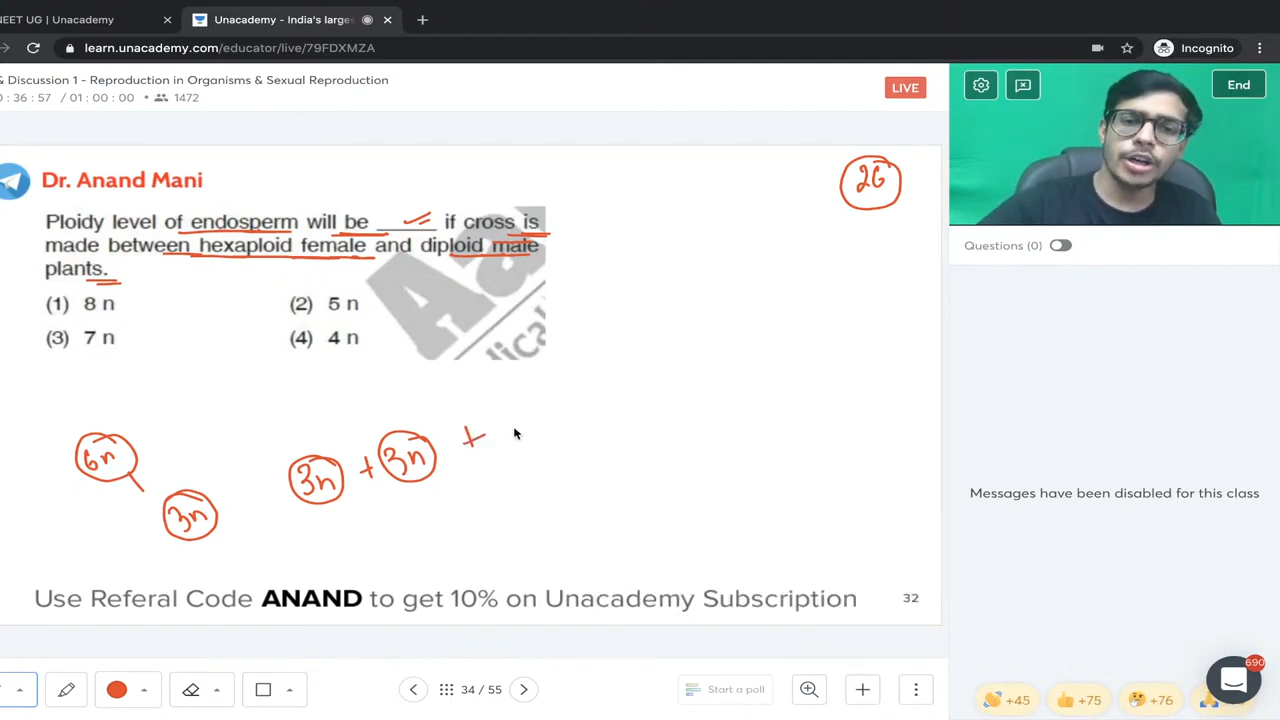 NEET UG | Unacademy
Unacademy - India's larges
learn.unacademy.com/educator/live/79FDXMZA
Incognito
& Discussion 1 - Reproduction in Organisms & Sexual Reproduction
0 : 36 : 57 / 01 : 00 : 00 • 1472
LIVE
End
Dr. Anand Mani
26
Ploidy level of endosperm will be _____ if cross is
made between hexaploid female and diploid male
plants.
(1) 8 n
(2) 5 n
(3) 7 n
(4) 4 n
Questions (0)
6n
3n
3n + 3n +
Messages have been disabled for this class
Use Referal Code ANAND to get 10% on Unacademy Subscription
32
34 / 55
Start a poll
690
+45
+75
+76